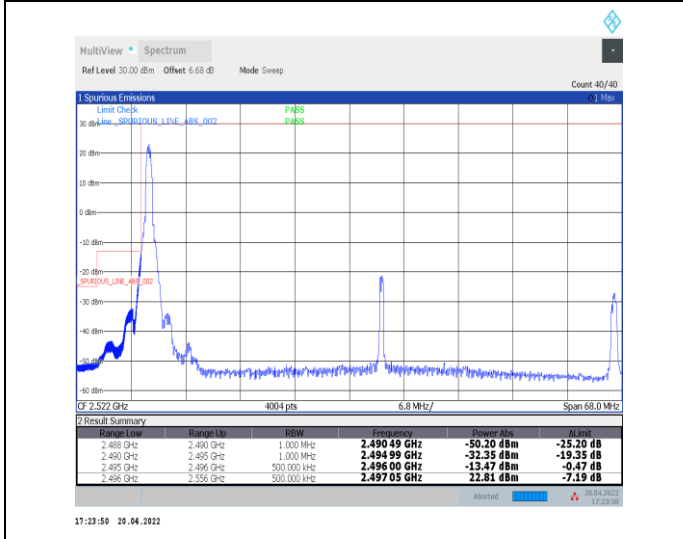 MultiView Spectrum
Ref Level 30.00 dBm Offset 6.68 dB Mode Sweep
Count 40/40
1 Spurious Emissions 1 Max
Limit Check PASS
30 dBm Line _SPURIOUS_LINE_ABS_002 PASS
20 dBm
10 dBm
0 dBm
-10 dBm
-20 dBm
_SPURIOUS_LINE_ABS_002
-30 dBm
-40 dBm
-50 dBm
-60 dBm
CF 2.522 GHz 4004 pts 6.8 MHz/ Span 68.0 MHz
2 Result Summary
Range Low Range Up RBW Frequency Power Abs ΔLimit
2.488 GHz 2.490 GHz 1.000 MHz 2.490 49 GHz -50.20 dBm -25.20 dB
2.490 GHz 2.495 GHz 1.000 MHz 2.494 99 GHz -32.35 dBm -19.35 dB
2.495 GHz 2.496 GHz 500.000 kHz 2.496 00 GHz -13.47 dBm -0.47 dB
2.496 GHz 2.556 GHz 500.000 kHz 2.497 05 GHz 22.81 dBm -7.19 dB
Aborted 20.04.2022
17:23:50
17:23:50 20.04.2022